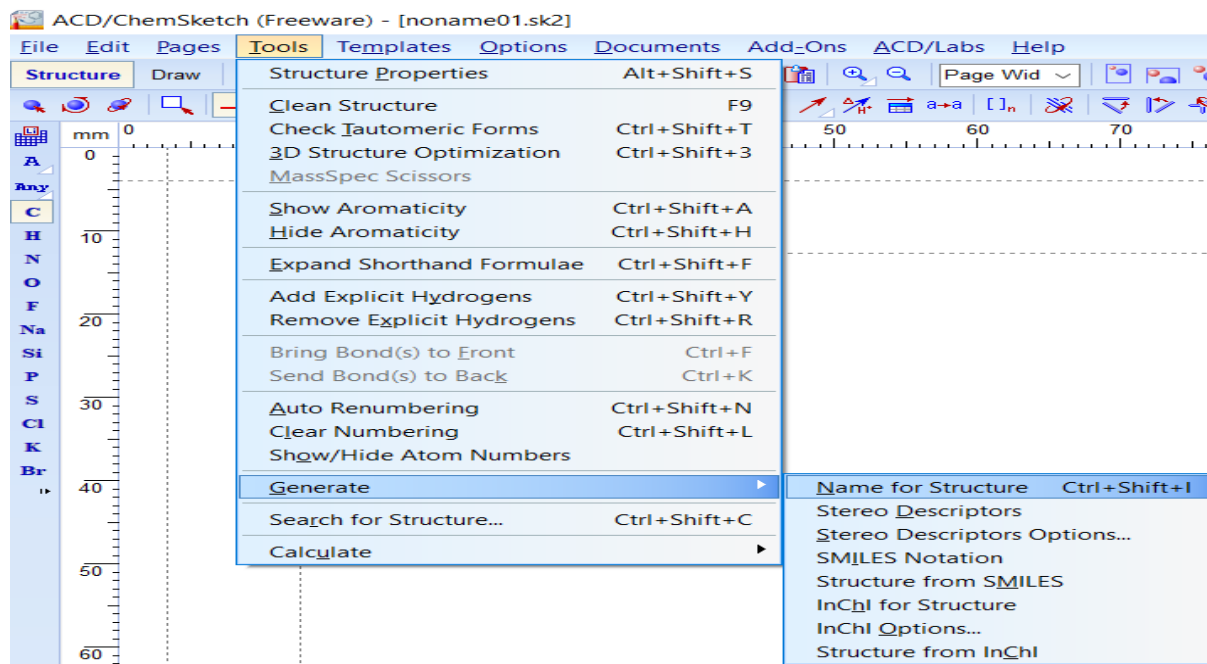 ACD/ChemSketch (Freeware) - [noname01.sk2]
File Edit Pages Tools Templates Options Documents Add-Ons ACD/Labs Help
Structure Draw Page Wid
a→a []n
mm 0 50 60 70
0
10
20
30
40
50
60
A
Any
C
H
N
O
F
Na
Si
P
S
Cl
K
Br
Structure Properties Alt+Shift+S
Clean Structure F9
Check Tautomeric Forms Ctrl+Shift+T
3D Structure Optimization Ctrl+Shift+3
MassSpec Scissors
Show Aromaticity Ctrl+Shift+A
Hide Aromaticity Ctrl+Shift+H
Expand Shorthand Formulae Ctrl+Shift+F
Add Explicit Hydrogens Ctrl+Shift+Y
Remove Explicit Hydrogens Ctrl+Shift+R
Bring Bond(s) to Front Ctrl+F
Send Bond(s) to Back Ctrl+K
Auto Renumbering Ctrl+Shift+N
Clear Numbering Ctrl+Shift+L
Show/Hide Atom Numbers
Generate
Search for Structure... Ctrl+Shift+C
Calculate
Name for Structure Ctrl+Shift+I
Stereo Descriptors
Stereo Descriptors Options...
SMILES Notation
Structure from SMILES
InChI for Structure
InChI Options...
Structure from InChI